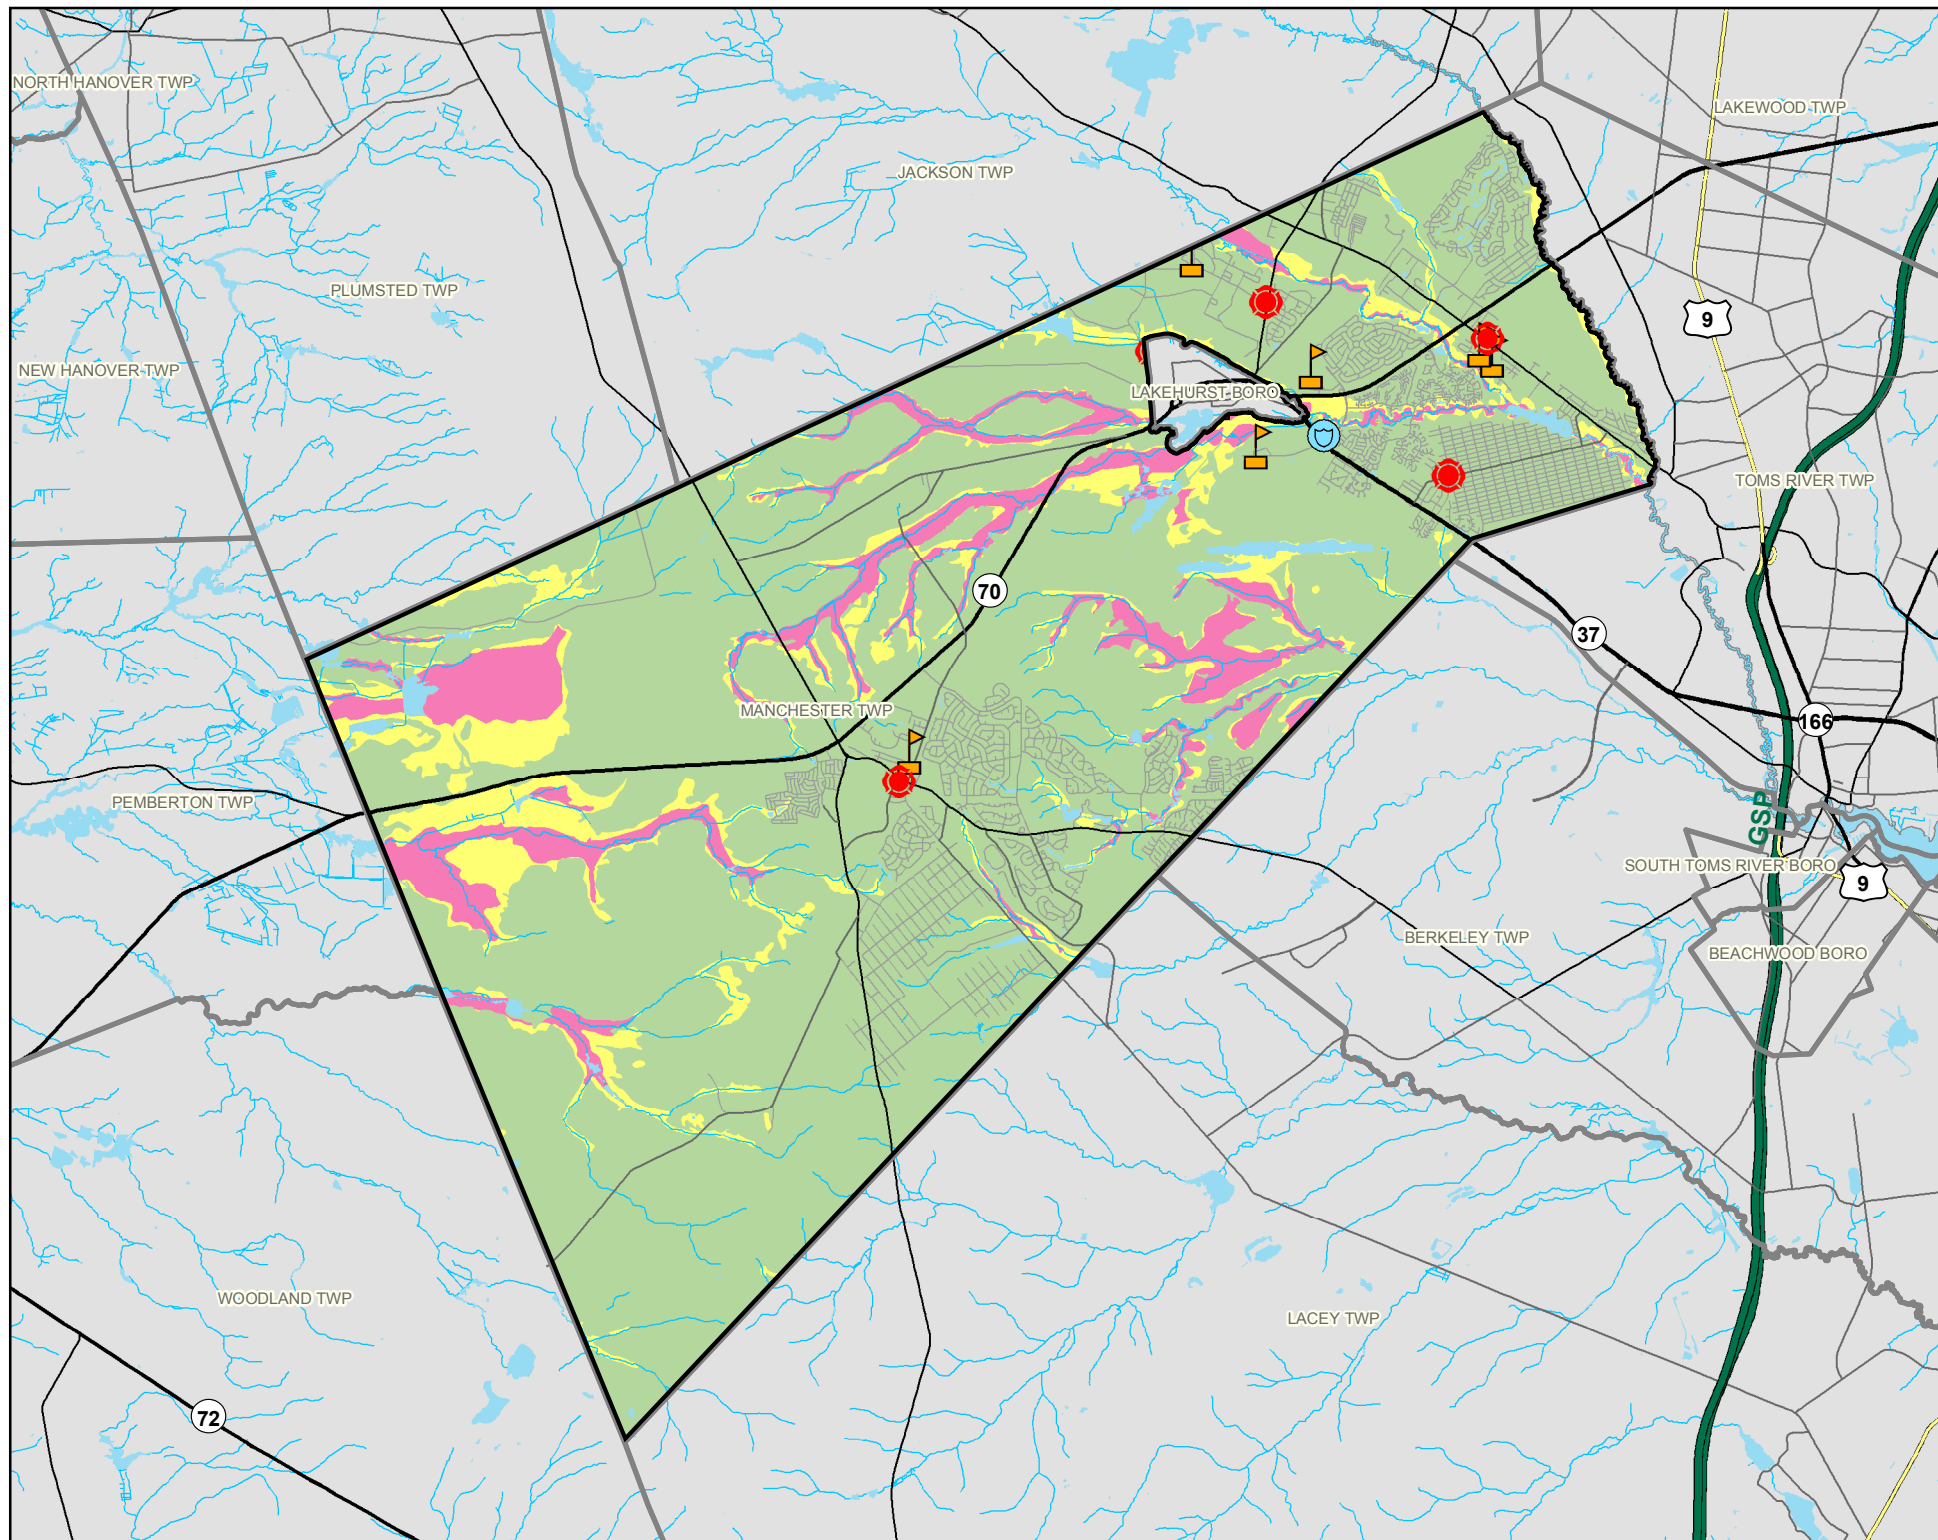 NORTH HANOVER TWP
LAKEWOOD TWP
JACKSON TWP
PLUMSTED TWP
9
NEW HANOVER TWP
LAKEHURST BORO
TOMS RIVER TWP
70
37
MANCHESTER TWP
166
PEMBERTON TWP
GSP
SOUTH TOMS RIVER BORO
9
BERKELEY TWP
BEACHWOOD BORO
WOODLAND TWP
LACEY TWP
72